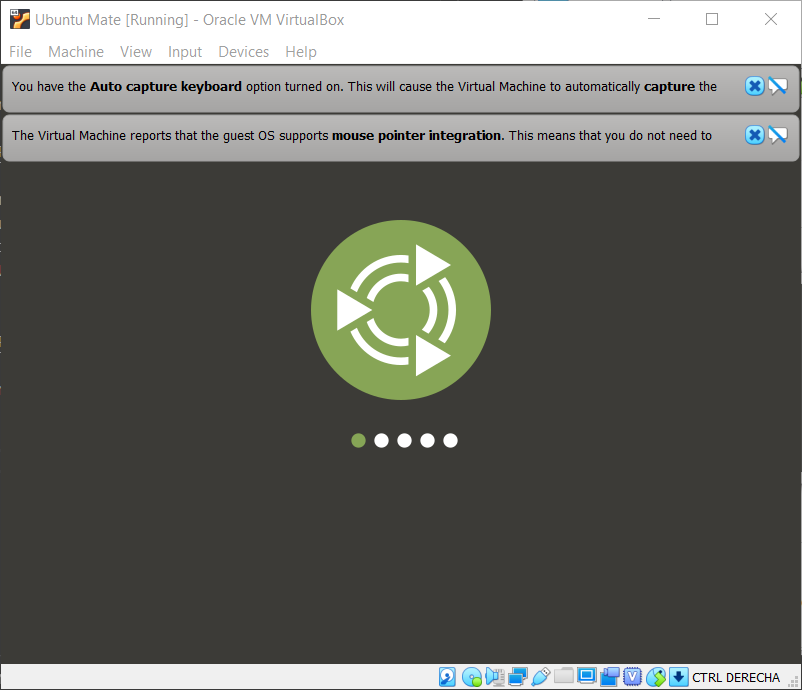 Ubuntu Mate [Running] - Oracle VM VirtualBox
File Machine View Input Devices Help
You have the Auto capture keyboard option turned on. This will cause the Virtual Machine to automatically capture the
The Virtual Machine reports that the guest OS supports mouse pointer integration. This means that you do not need to
CTRL DERECHA